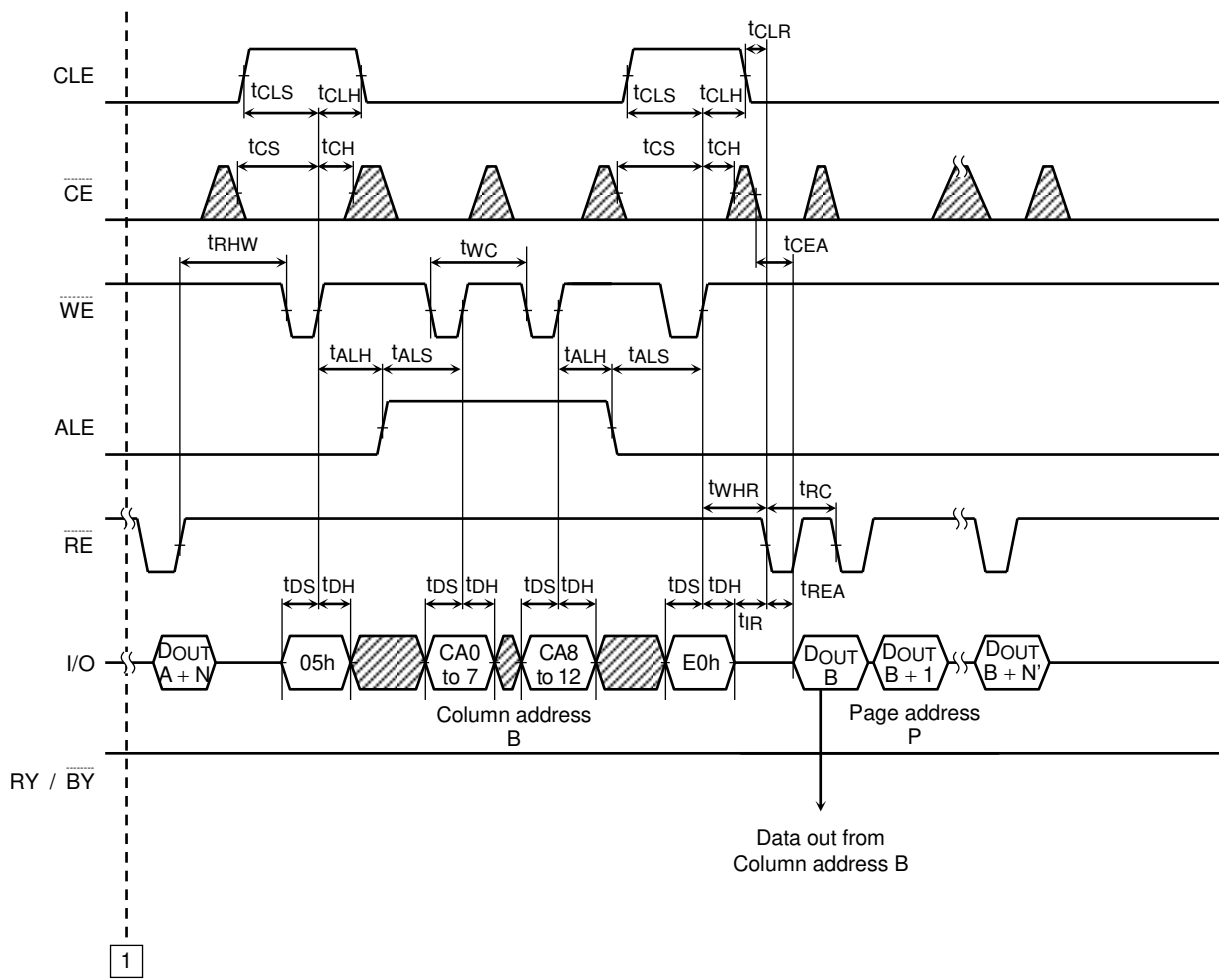 tCLR
CLE
tCLS tCLH tCLS tCLH
tCS tCH tCS tCH
CE
tRHW tWC tCEA
WE
tALH tALS tALH tALS
ALE
tWHR tRC
RE
tDS tDH tDS tDH tDS tDH tDS tDH tREA
tIR
I/O
DOUT A + N
05h
CA0 to 7
CA8 to 12
E0h
DOUT B
DOUT B + 1
DOUT B + N’
Column address
B
Page address
P
RY / BY
Data out from
Column address B
1